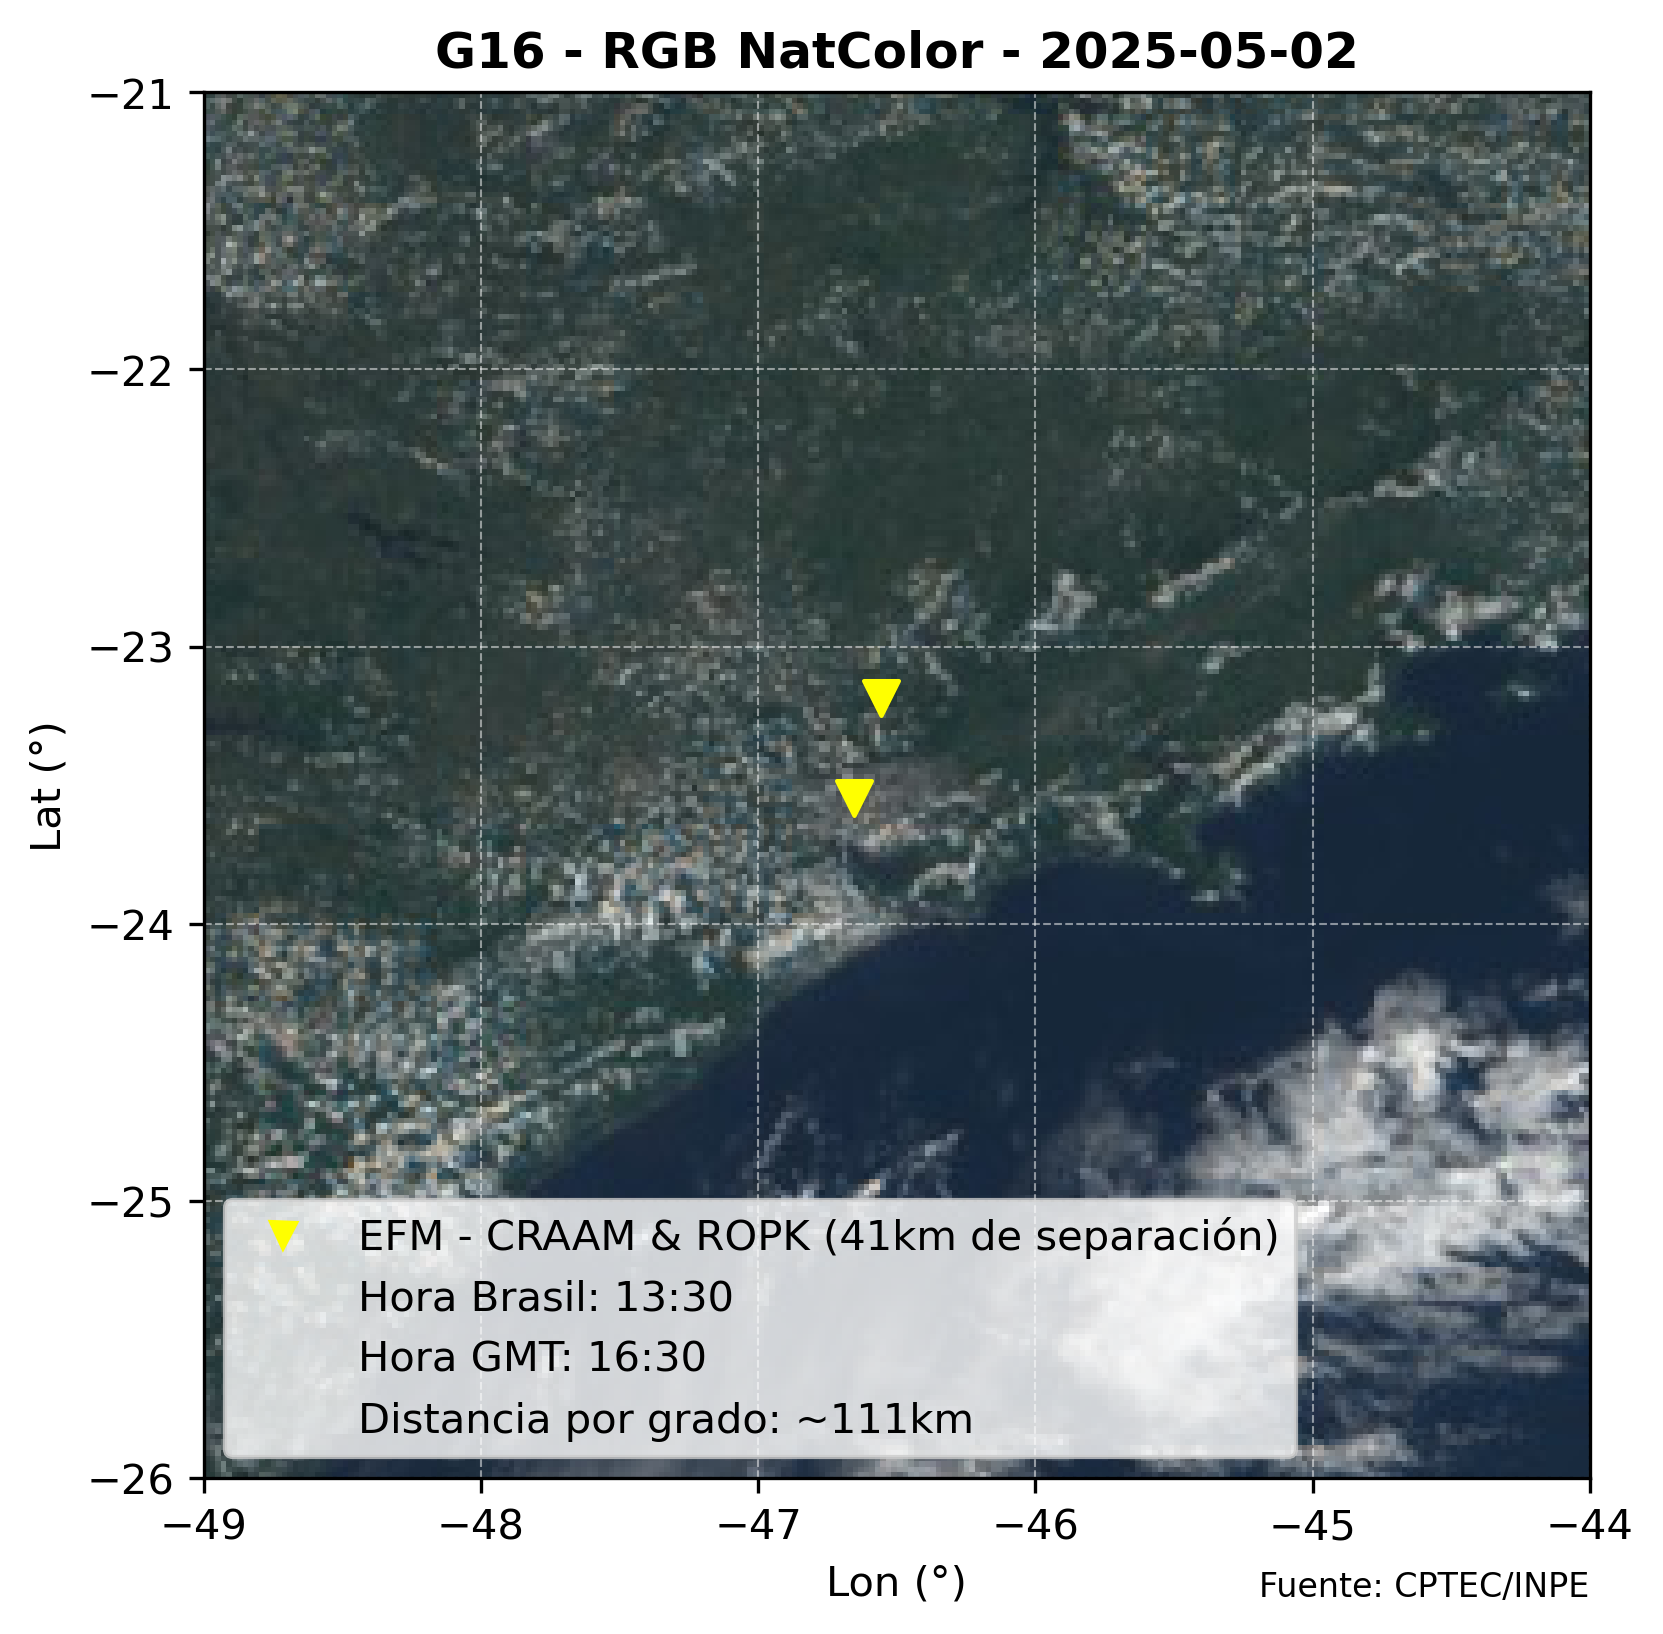 G16 - RGB NatColor - 2025-05-02
−21
−22
−23
−24
−25
−26
Lat (°)
EFM - CRAAM & ROPK (41km de separación)
Hora Brasil: 13:30
Hora GMT: 16:30
Distancia por grado: ~111km
−49 −48 −47 −46 −45 −44
Lon (°)
Fuente: CPTEC/INPE